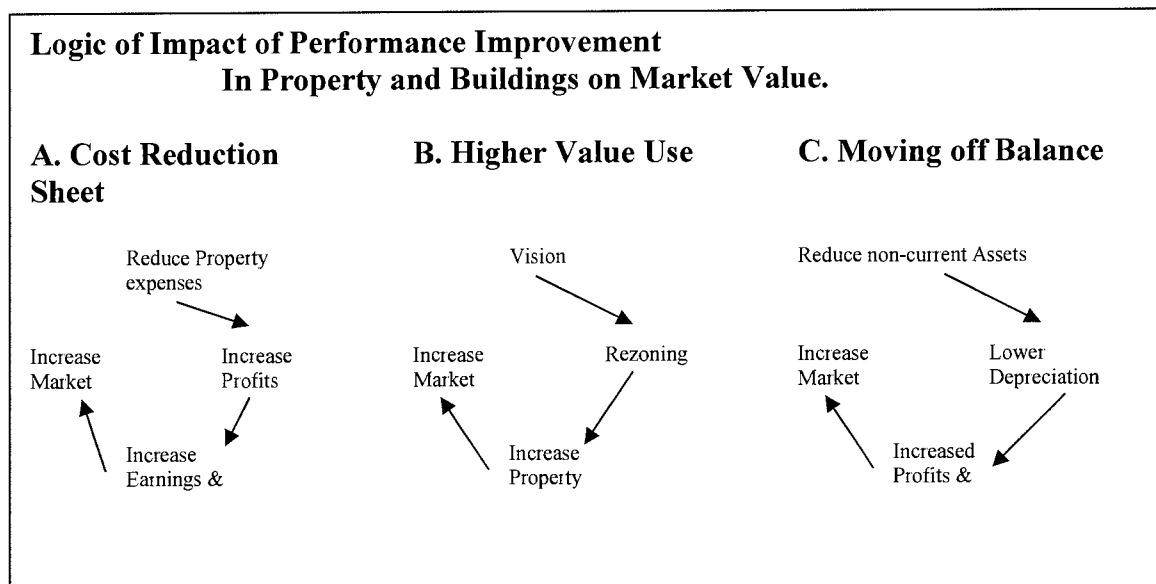 Logic of Impact of Performance Improvement
In Property and Buildings on Market Value.
A. Cost Reduction B. Higher Value Use C. Moving off Balance
Sheet
Reduce Property
expenses
Increase
Profits
Increase
Earnings &
Increase
Market
Vision
Rezoning
Increase
Property
Increase
Market
Reduce non-current Assets
Lower
Depreciation
Increased
Profits &
Increase
Market